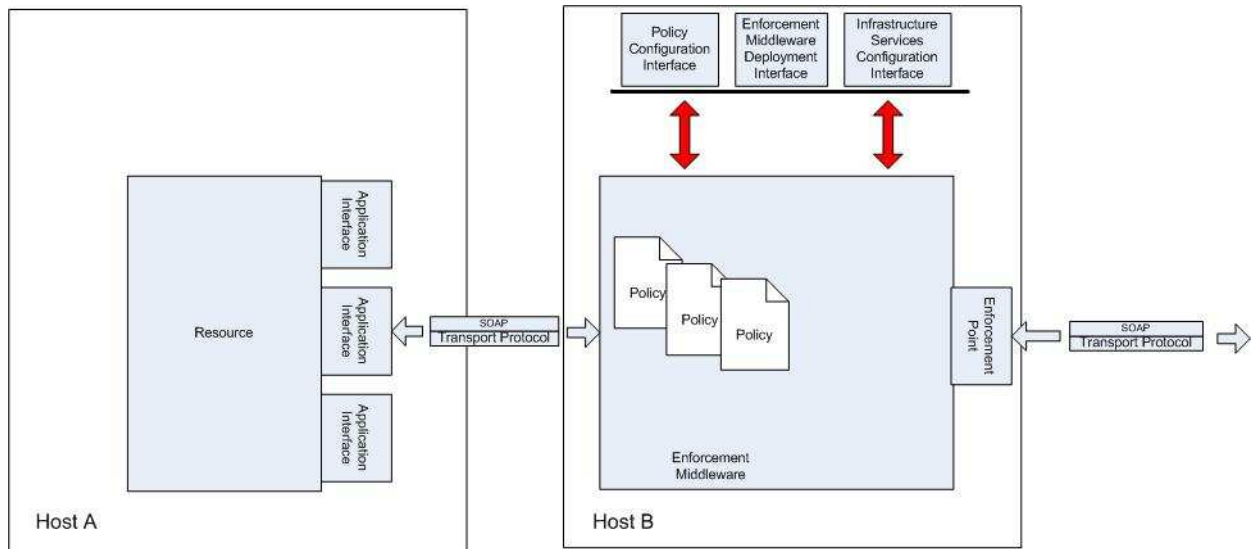 Policy
Configuration
Interface
Enforcement
Middleware
Deployment
Interface
Infrastructure
Services
Configuration
Interface
Application
Interface
Application
Interface
Application
Interface
Resource
SOAP
Transport Protocol
Policy
Policy
Policy
Enforcement
Point
SOAP
Transport Protocol
Enforcement
Middleware
Host A
Host B